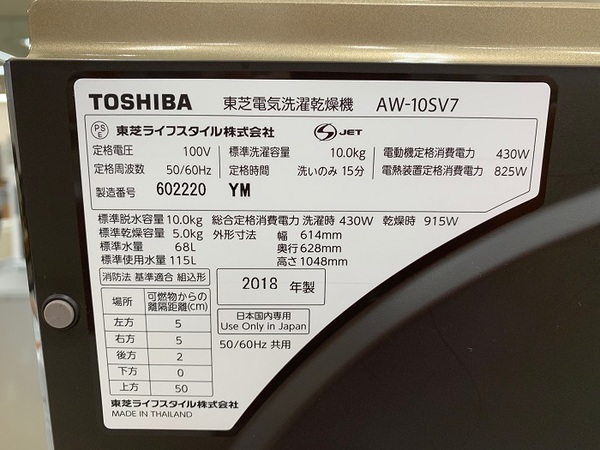 TOSHIBA 東芝電気洗濯乾燥機 AW-10SV7
PS E 東芝ライフスタイル株式会社 S JET
定格電圧 100V 標準洗濯容量 10.0kg 電動機定格消費電力 430W
定格周波数 50/60Hz 定格時間 洗いのみ 15分 電熱装置定格消費電力 825W
製造番号 602220 YM
標準脱水容量 10.0kg 総合定格消費電力 洗濯時 430W 乾燥時 915W
標準乾燥容量 5.0kg 外形寸法 幅 614mm
標準水量 68L 奥行 628mm
標準使用水量 115L 高さ 1048mm
消防法 基準適合 組込形
2018 年製
場所 可燃物からの離隔距離(cm)
左方 5
右方 5
後方 2
下方 0
上方 50
日本国内専用
Use Only in Japan
50/60Hz 共用
東芝ライフスタイル株式会社
MADE IN THAILAND